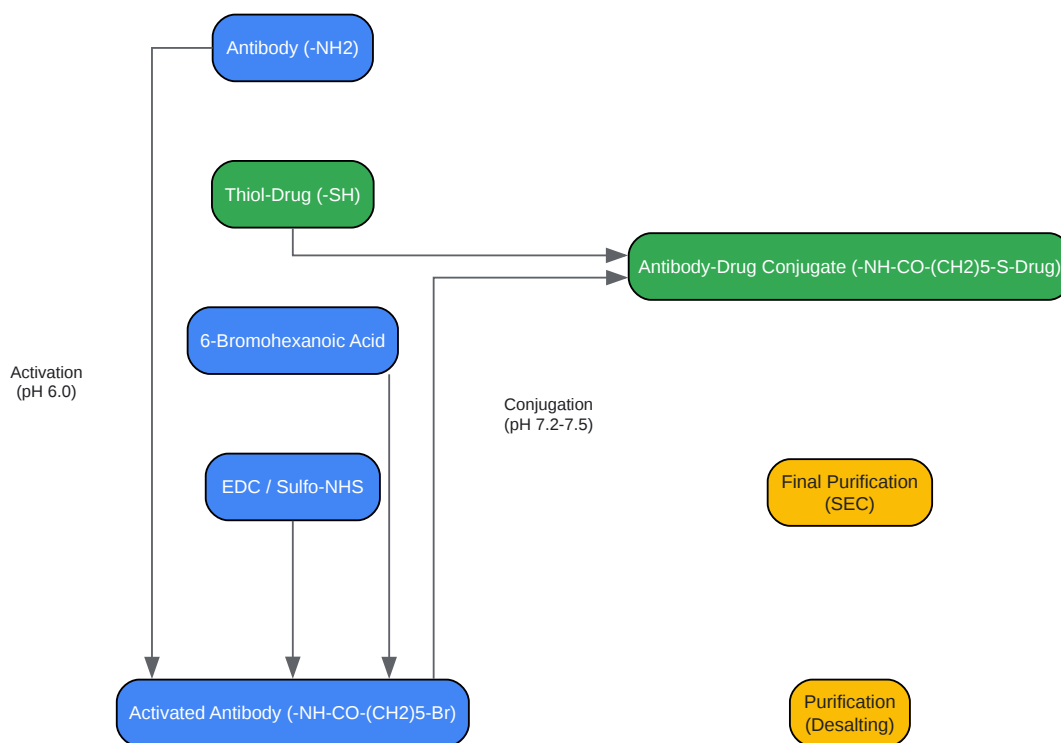 Antibody (-NH2)
Thiol-Drug (-SH)
Antibody-Drug Conjugate (-NH-CO-(CH2)5-S-Drug)
6-Bromohexanoic Acid
Activation
(pH 6.0)
Conjugation
(pH 7.2-7.5)
EDC / Sulfo-NHS
Final Purification
(SEC)
Activated Antibody (-NH-CO-(CH2)5-Br)
Purification
(Desalting)